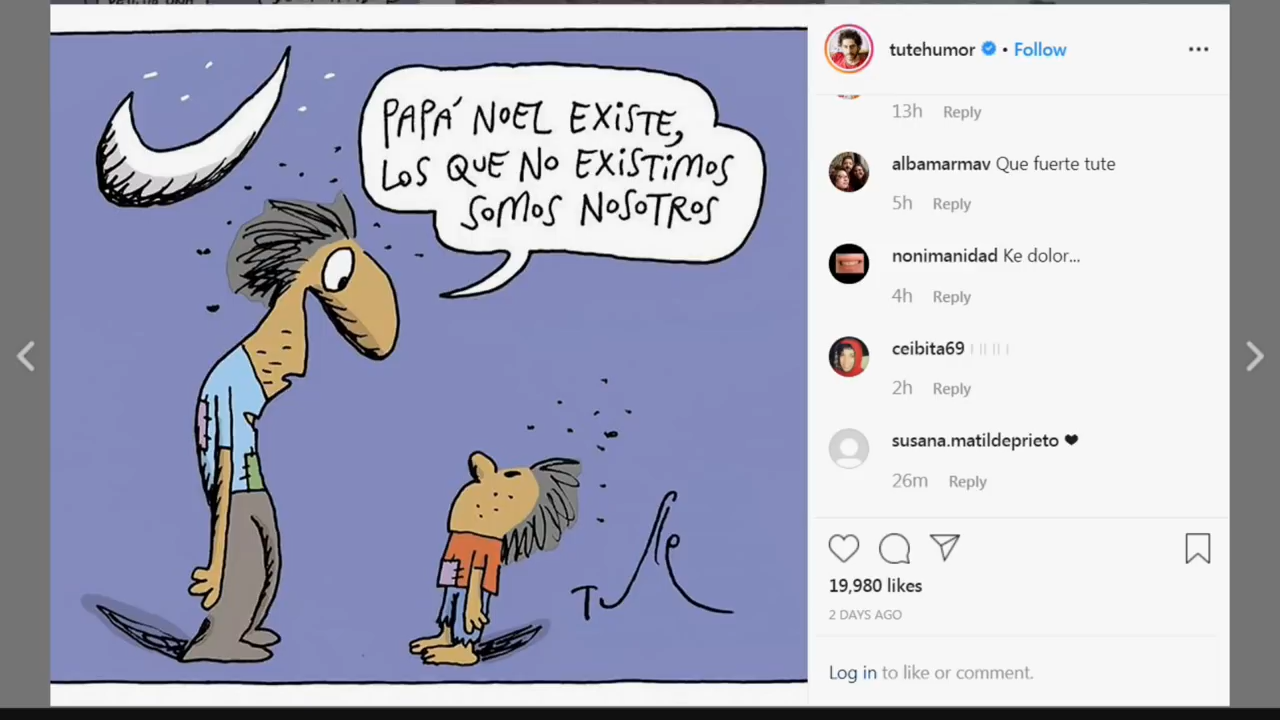 PAPÁ NOEL EXISTE,
LOS QUE NO EXISTIMOS
SOMOS NOSOTROS
Tute
tutehumor • Follow
13h Reply
albamarmav Que fuerte tute
5h Reply
nonimanidad Ke dolor...
4h Reply
ceibita69
2h Reply
susana.matildeprieto
26m Reply
19,980 likes
2 DAYS AGO
Log in to like or comment.